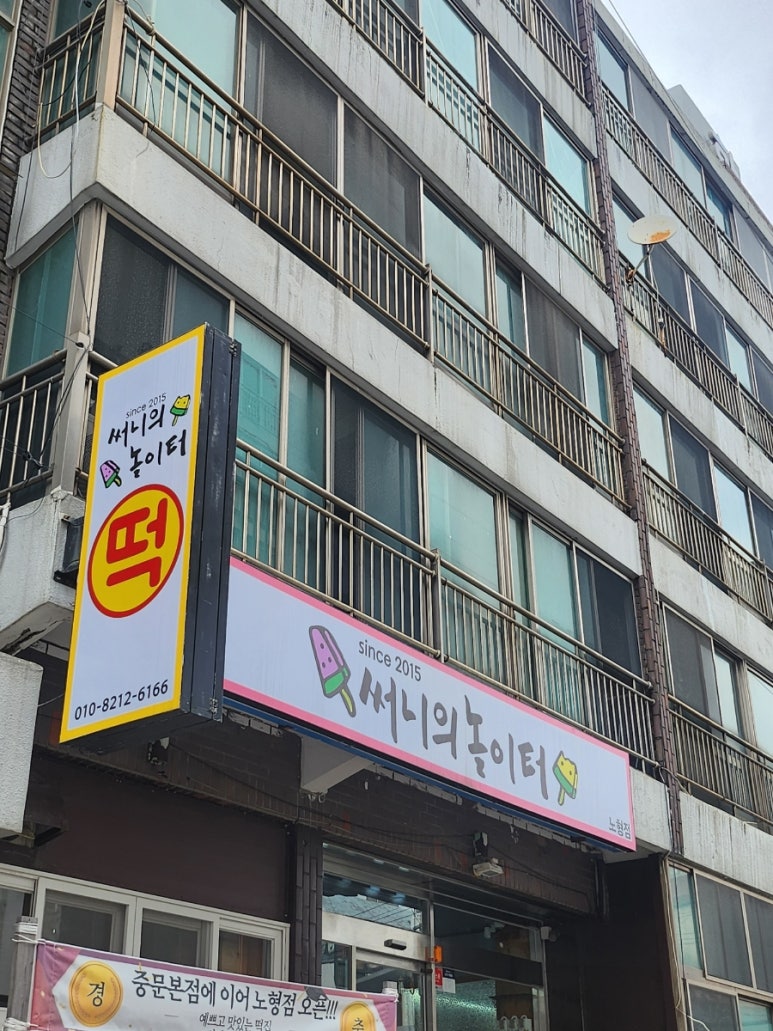 since 2015
써니의
놀이터
떡
010-8212-6166
since 2015
써니의놀이터
노형점
경
중문본점에 이어 노형점 오픈!!!
예쁘고 맛있는 떡집
축